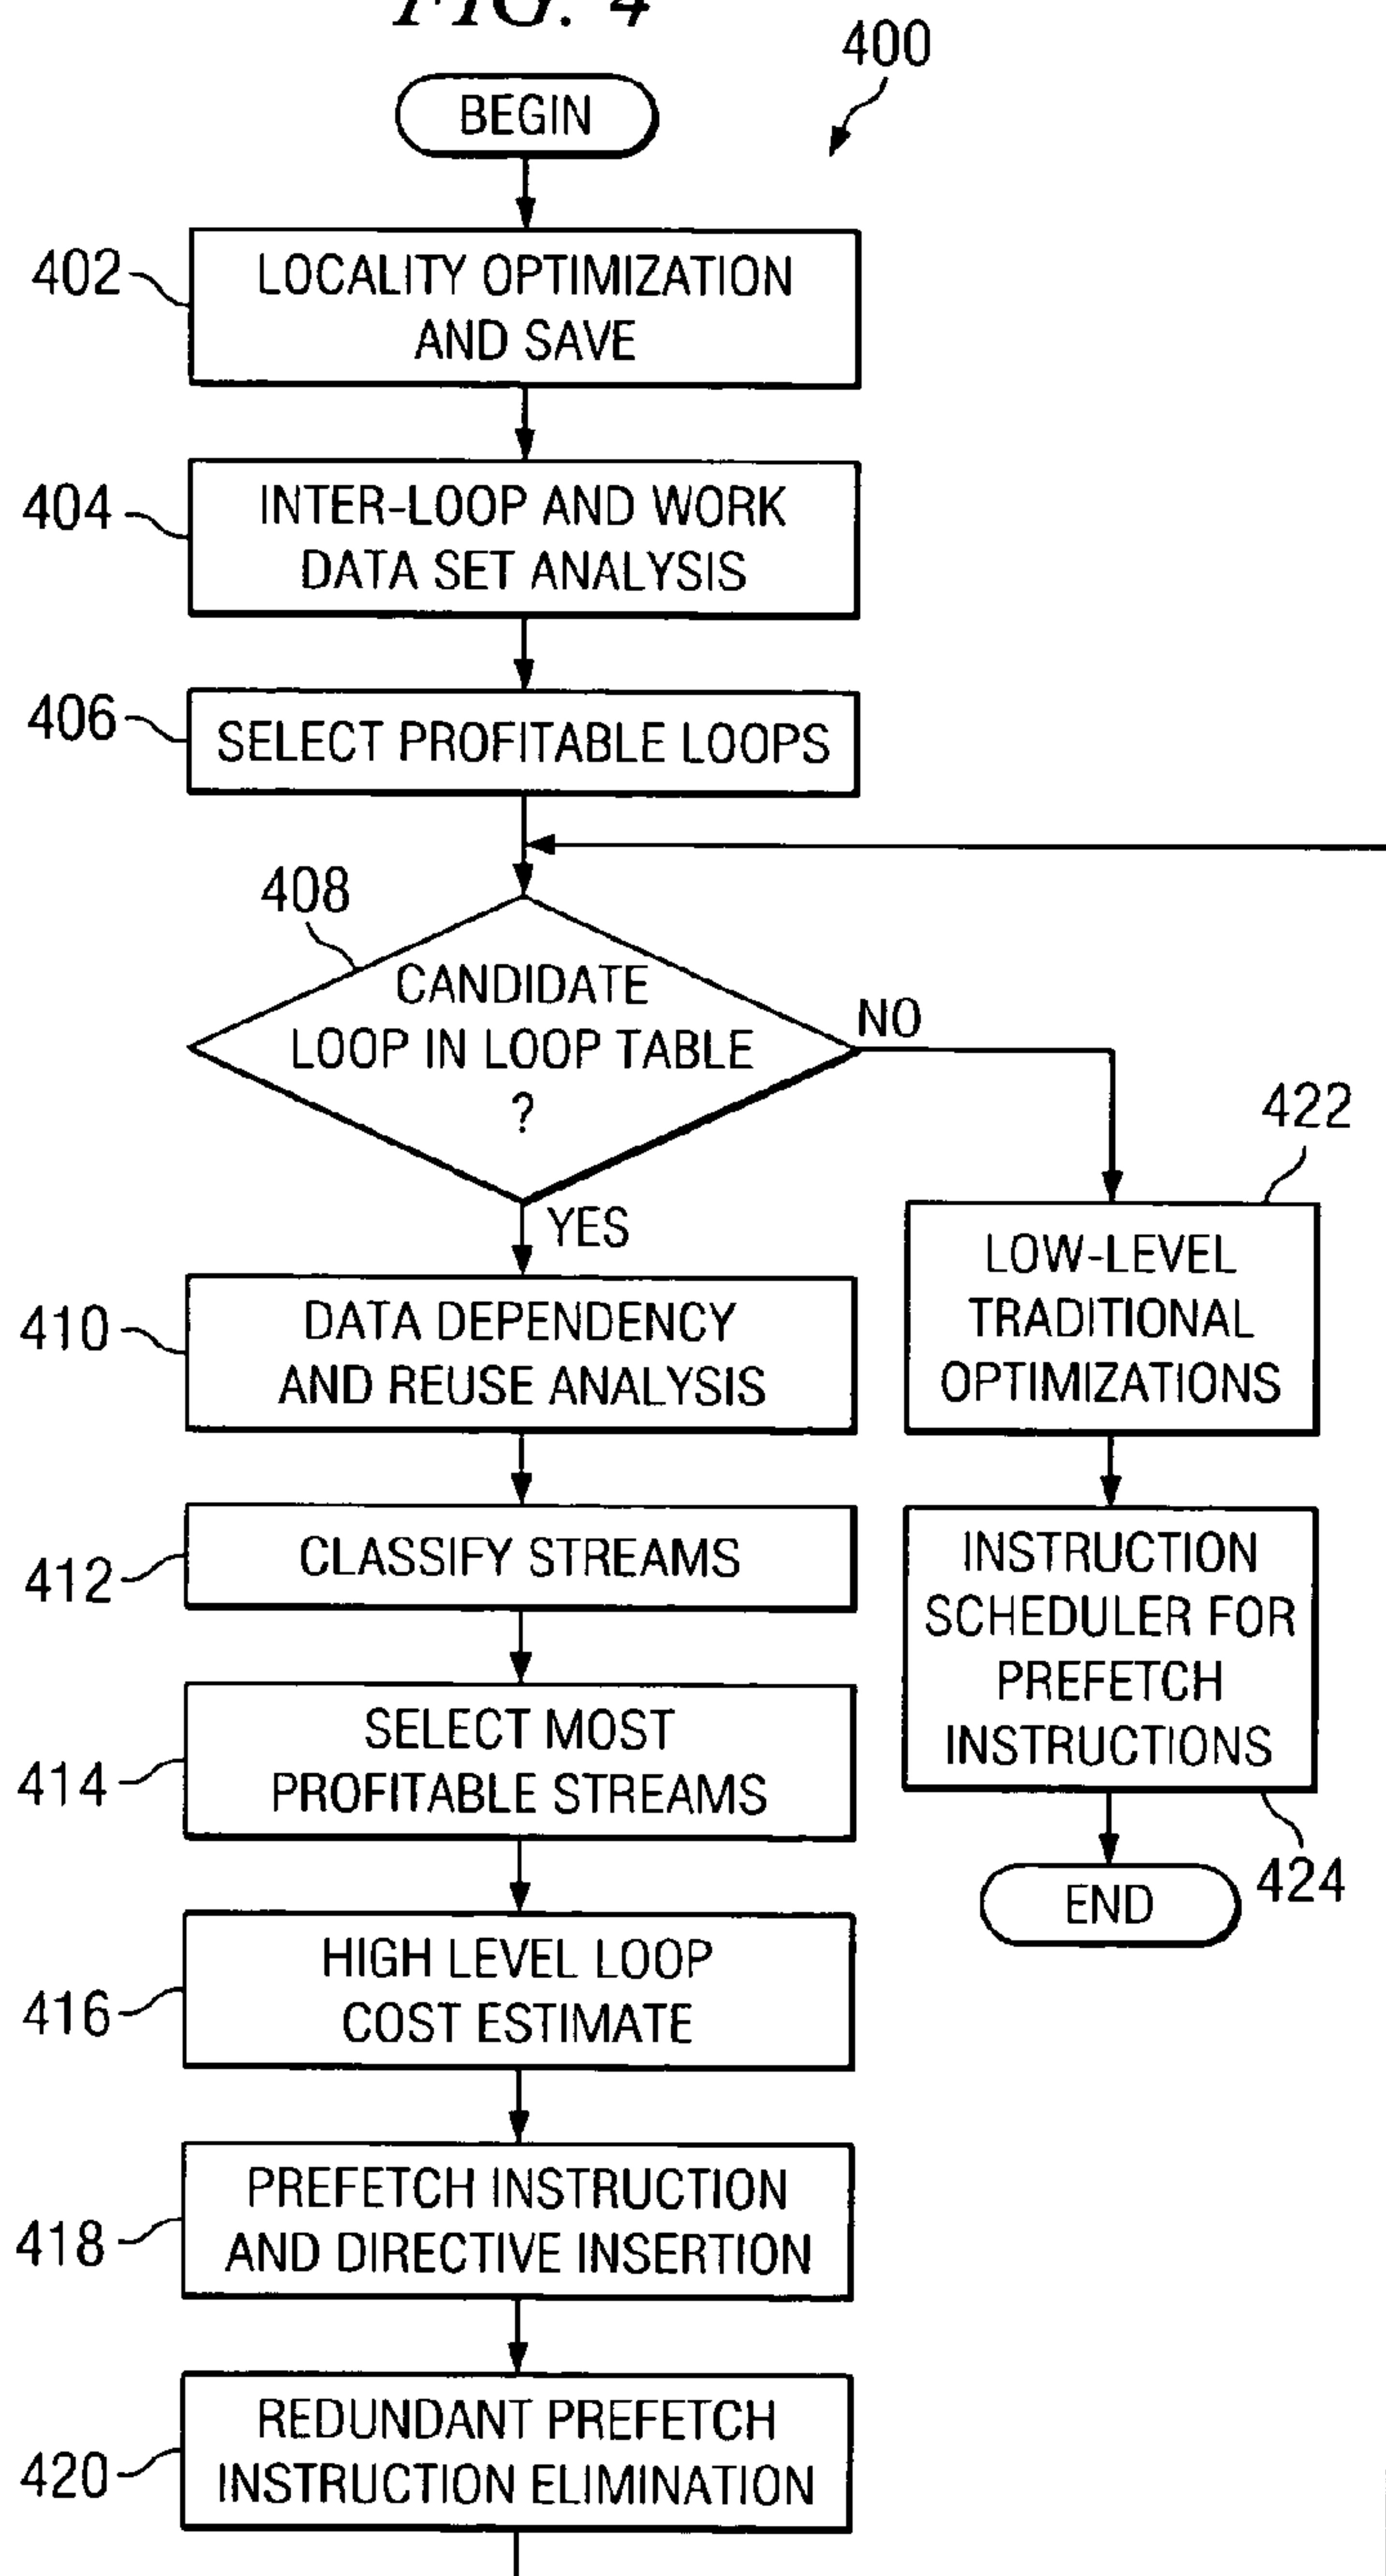 FIG. 4
400
BEGIN
402
LOCALITY OPTIMIZATION
AND SAVE
404
INTER-LOOP AND WORK
DATA SET ANALYSIS
406
SELECT PROFITABLE LOOPS
408
CANDIDATE
LOOP IN LOOP TABLE
?
NO
YES
422
LOW-LEVEL
TRADITIONAL
OPTIMIZATIONS
410
DATA DEPENDENCY
AND REUSE ANALYSIS
412
CLASSIFY STREAMS
INSTRUCTION
SCHEDULER FOR
PREFETCH
INSTRUCTIONS
424
END
414
SELECT MOST
PROFITABLE STREAMS
416
HIGH LEVEL LOOP
COST ESTIMATE
418
PREFETCH INSTRUCTION
AND DIRECTIVE INSERTION
420
REDUNDANT PREFETCH
INSTRUCTION ELIMINATION